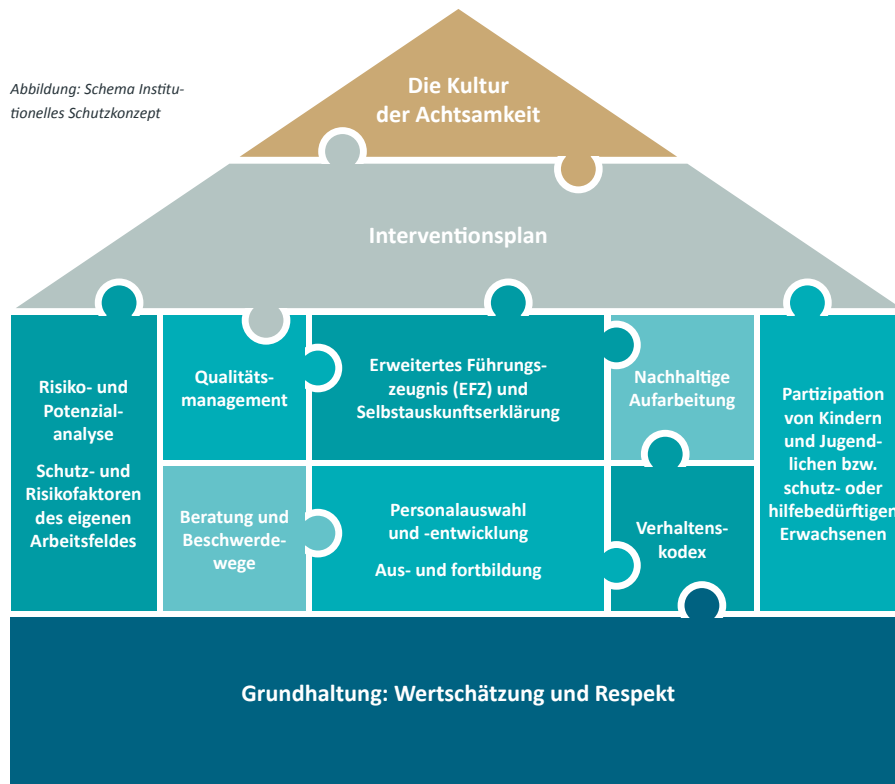 Abbildung: Schema Institu-
tionelles Schutzkonzept
Die Kultur
der Achtsamkeit
Interventionsplan
Risiko- und
Potenzial-
analyse
Schutz- und
Risikofaktoren
des eigenen
Arbeitsfeldes
Qualitäts-
management
Erweitertes Führungs-
zeugnis (EFZ) und
Selbstauskunftserklärung
Nachhaltige
Aufarbeitung
Partizipation
von Kindern
und Jugend-
lichen bzw.
schutz- oder
hilfebedürftigen
Erwachsenen
Beratung und
Beschwerde-
wege
Personalauswahl
und -entwicklung
Aus- und fortbildung
Verhaltens-
kodex
Grundhaltung: Wertschätzung und Respekt